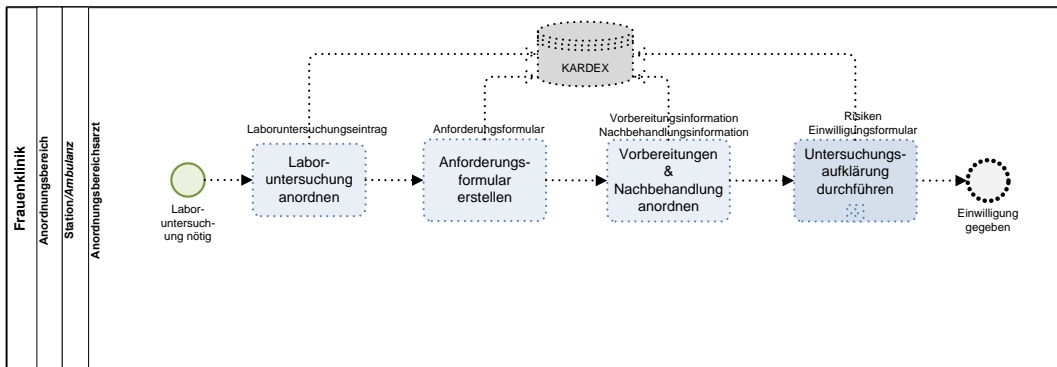 Frauenklinik
Anordnungsbereich
Station/Ambulanz
Anordnungsbereichsarzt
KARDEX
Laboruntersuchungseintrag
Anforderungsformular
Vorbereitungsinformation
Nachbehandlungsinformation
Risiken
Einwilligungsformular
Labor-
untersuch-
ung nötig
Labor-
untersuchung
anordnen
Anforderungs-
formular
erstellen
Vorbereitungen
&
Nachbehandlung
anordnen
Untersuchungs-
aufklärung
durchführen
Einwilligung
gegeben